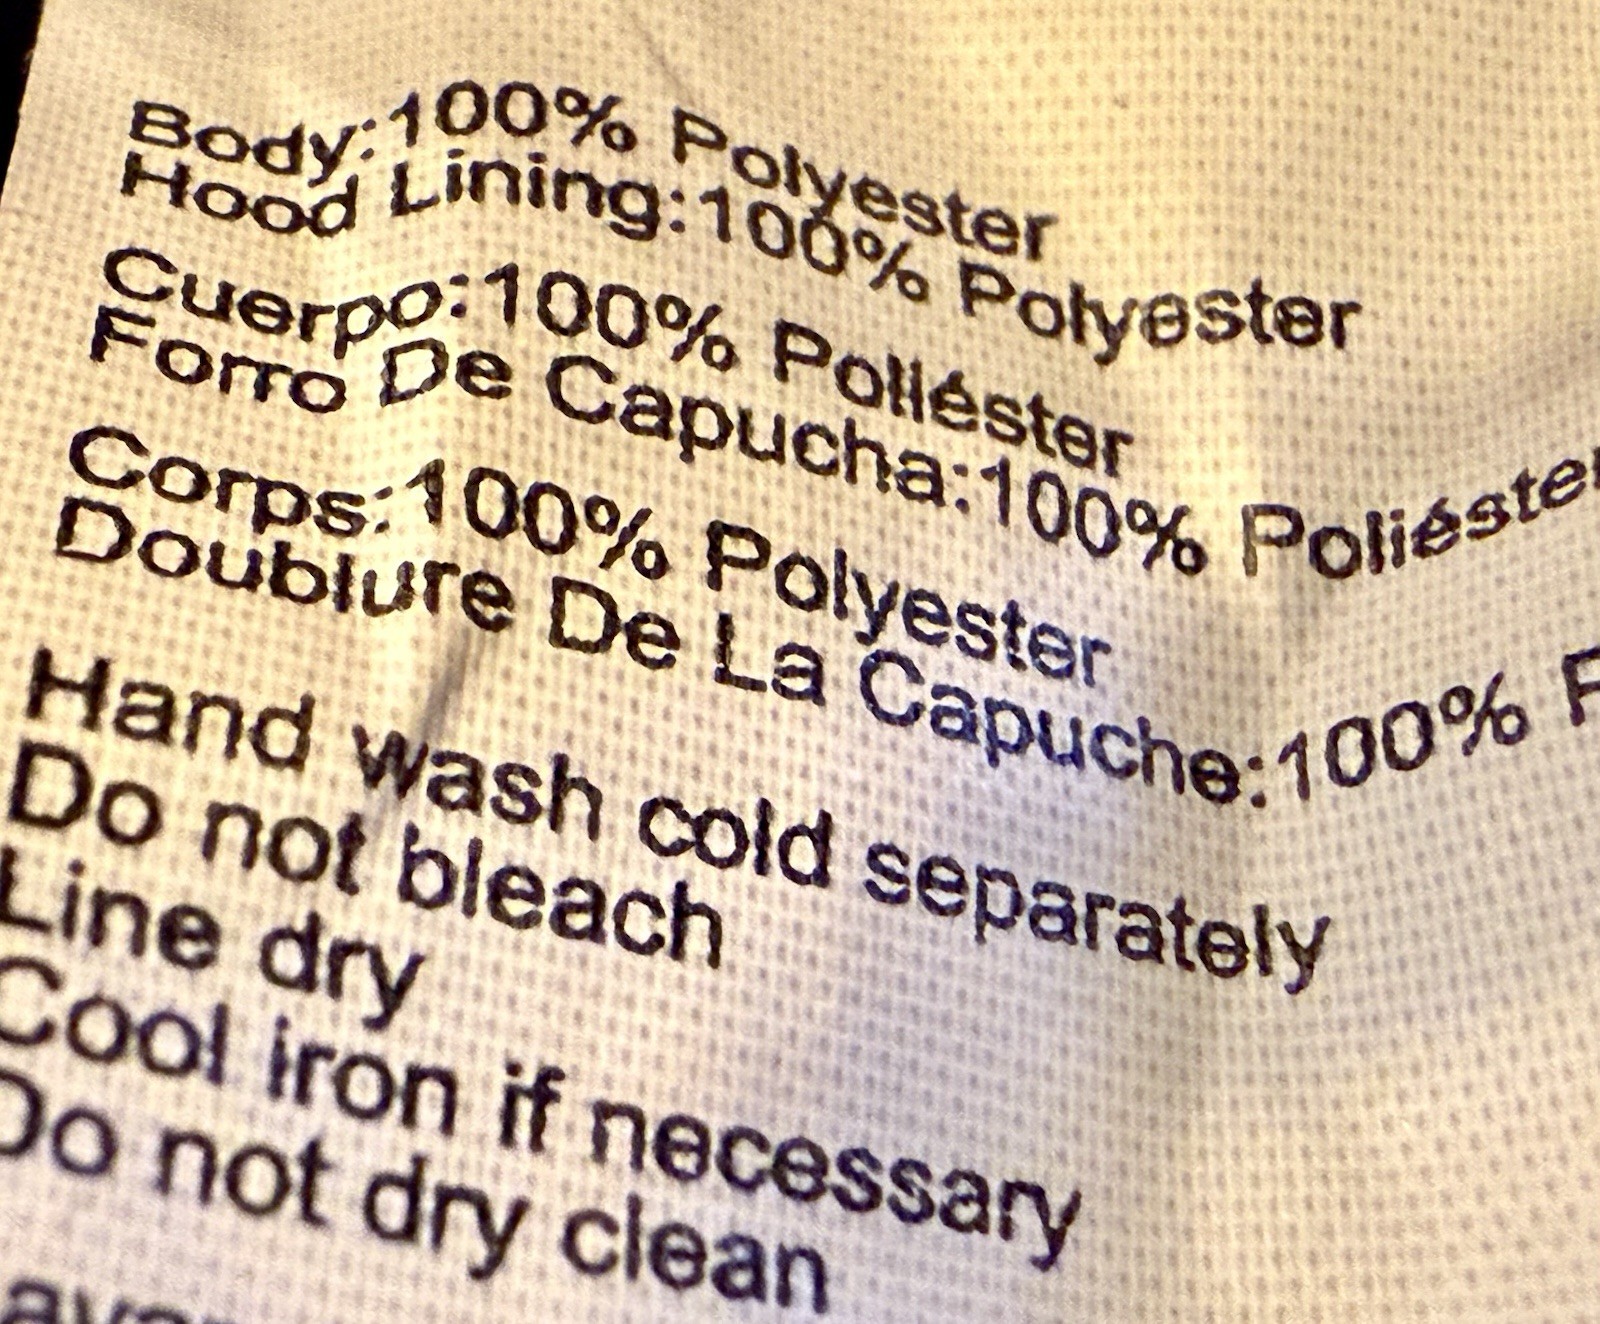 Body:100% Polyester
Hood Lining:100% Polyester
Cuerpo:100% Poliéster
Forro De Capucha:100% Poliéster
Corps:100% Polyester
Doublure De La Capuche:100%
Hand wash cold separately
Do not bleach
Line dry
Cool iron if necessary
Do not dry clean